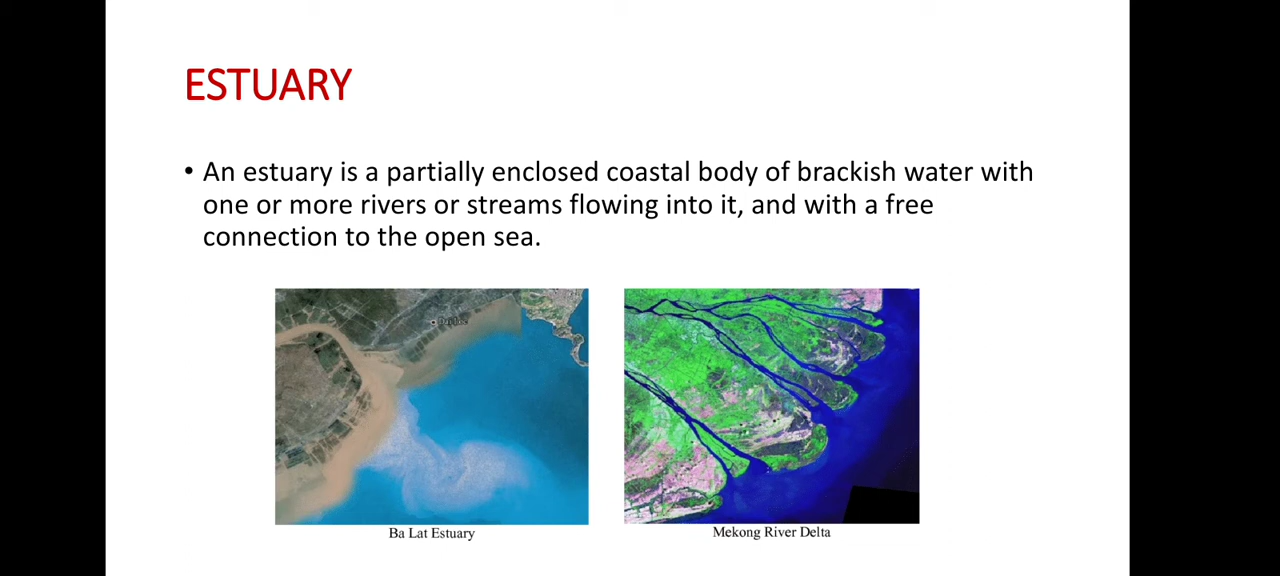 ESTUARY
• An estuary is a partially enclosed coastal body of brackish water with
one or more rivers or streams flowing into it, and with a free
connection to the open sea.
Ba Lat Estuary
Mekong River Delta